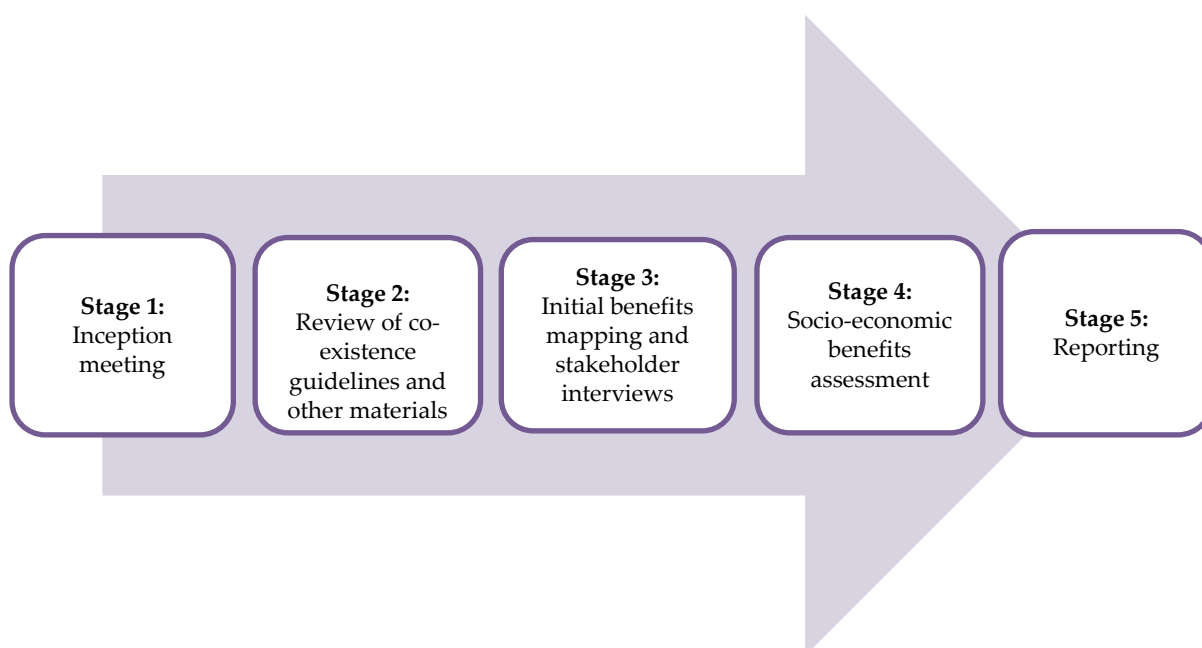 Stage 1:
Inception
meeting
Stage 2:
Review of co-
existence
guidelines and
other materials
Stage 3:
Initial benefits
mapping and
stakeholder
interviews
Stage 4:
Socio-economic
benefits
assessment
Stage 5:
Reporting